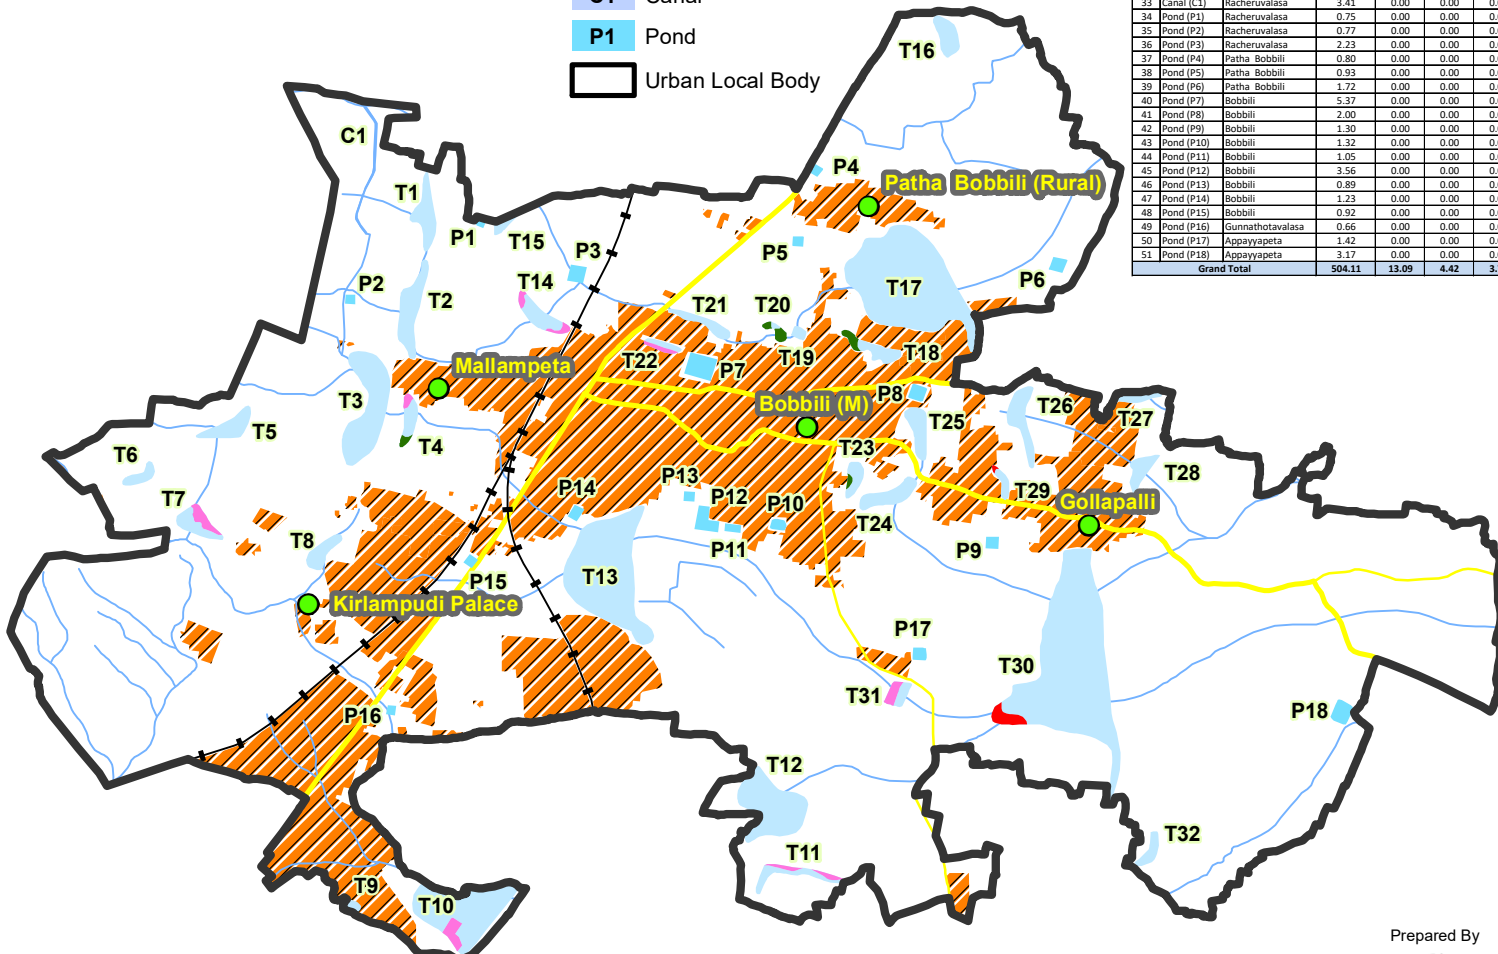 C1 Canal
P1 Pond
Urban Local Body
33 Canal (C1) Racheruvalasa 3.41 0.00 0.00
34 Pond (P1) Racheruvalasa 0.75 0.00 0.00
35 Pond (P2) Racheruvalasa 0.77 0.00 0.00
36 Pond (P3) Racheruvalasa 2.23 0.00 0.00
37 Pond (P4) Patha Bobbili 0.80 0.00 0.00
38 Pond (P5) Patha Bobbili 0.93 0.00 0.00
39 Pond (P6) Patha Bobbili 1.72 0.00 0.00
40 Pond (P7) Bobbili 5.37 0.00 0.00
41 Pond (P8) Bobbili 2.00 0.00 0.00
42 Pond (P9) Bobbili 1.30 0.00 0.00
43 Pond (P10) Bobbili 1.32 0.00 0.00
44 Pond (P11) Bobbili 1.05 0.00 0.00
45 Pond (P12) Bobbili 3.56 0.00 0.00
46 Pond (P13) Bobbili 0.89 0.00 0.00
47 Pond (P14) Bobbili 1.23 0.00 0.00
48 Pond (P15) Bobbili 0.92 0.00 0.00
49 Pond (P16) Gunnathotavalasa 0.66 0.00 0.00
50 Pond (P17) Appayyapeta 1.42 0.00 0.00
51 Pond (P18) Appayyapeta 3.17 0.00 0.00
Grand Total 504.11 13.09 4.42
T16
C1
P4
Patha Bobbili (Rural)
T1
P1
T15
P3
P5
P6
P2
T2
T14
T21
T20
T17
T22
P7
T19
T18
Mallampeta
T3
P8
Bobbili (M)
T26
T27
T25
T5
T4
T23
T6
T28
P13
T7
P14
P12
P10
T29
Gollapalli
T24
T8
P11
P9
T13
P15
Kirlampudi Palace
P17
T30
T31
P16
P18
T12
T32
T11
T9
T10
Prepared By